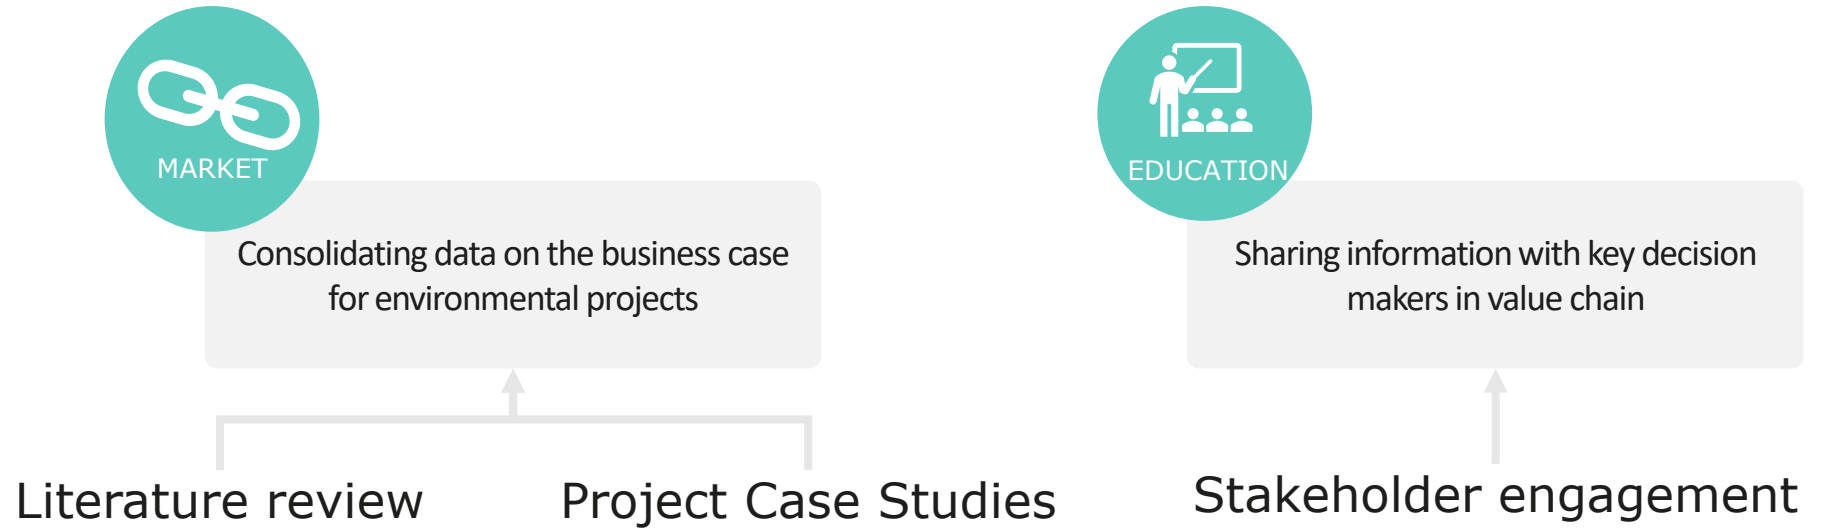 MARKET
Consolidating data on the business case
for environmental projects
Literature review
Project Case Studies
EDUCATION
Sharing information with key decision
makers in value chain
Stakeholder engagement